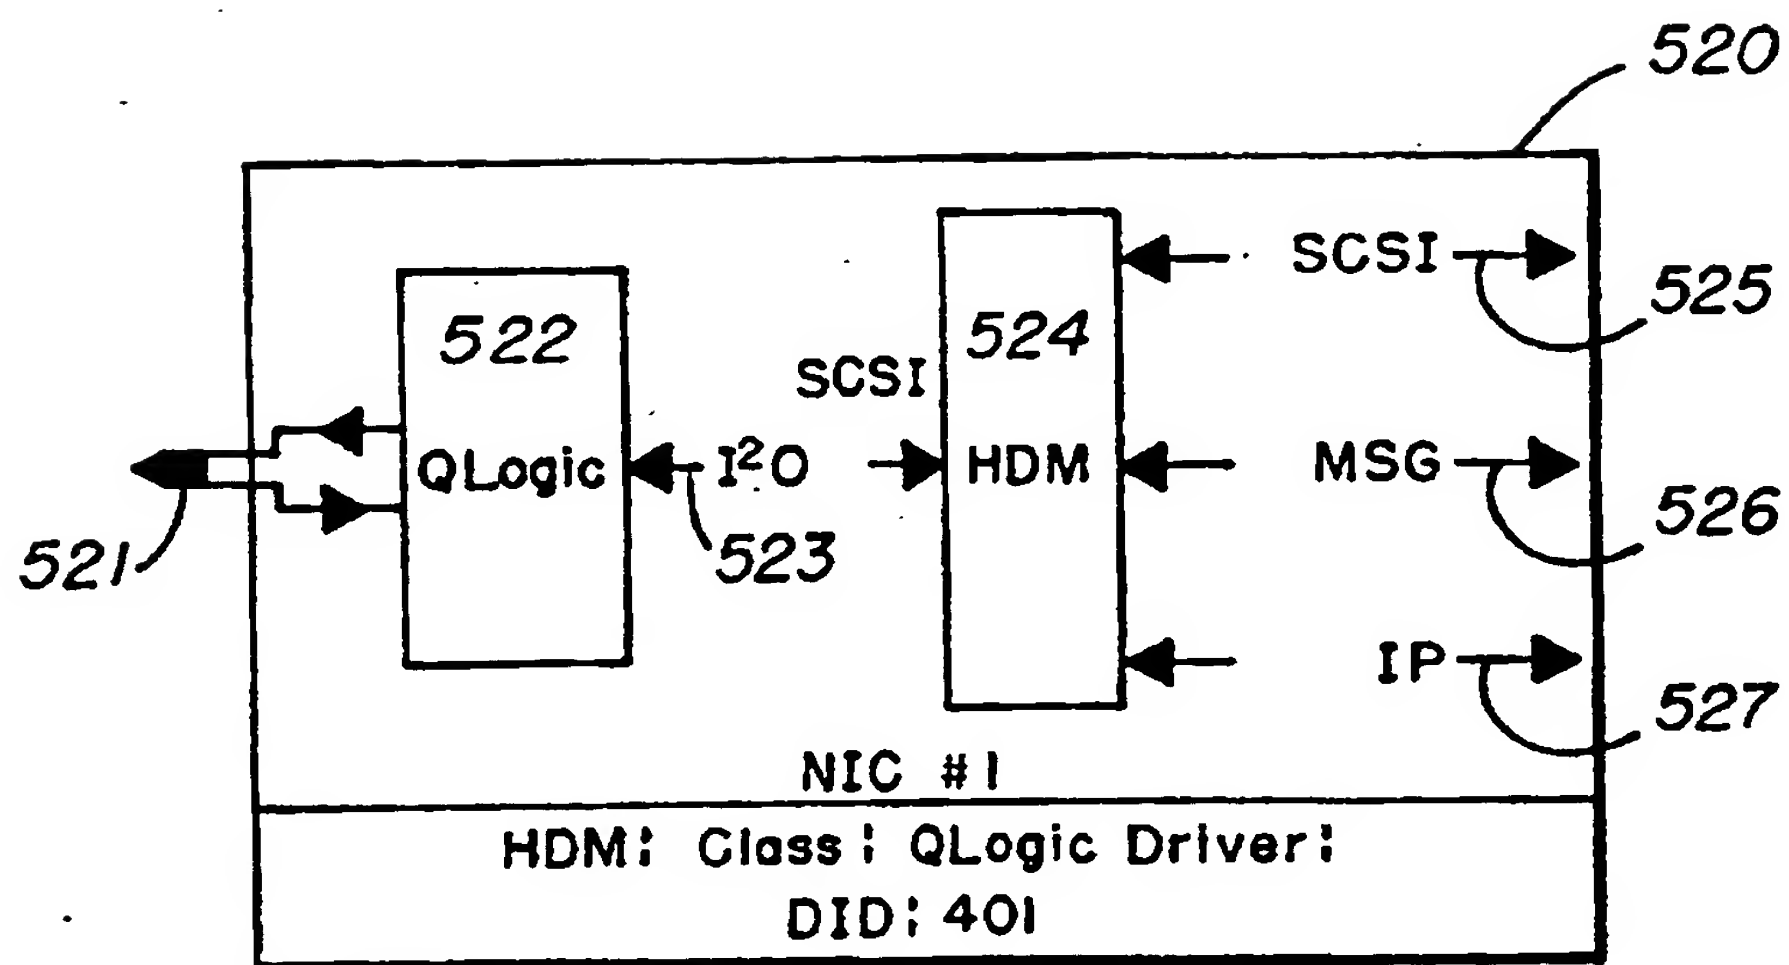 520
SCSI
525
522
524
SCSI
QLogic
I²O
HDM
MSG
523
526
521
IP
527
NIC #1
HDM: Class: QLogic Driver:
DID: 401